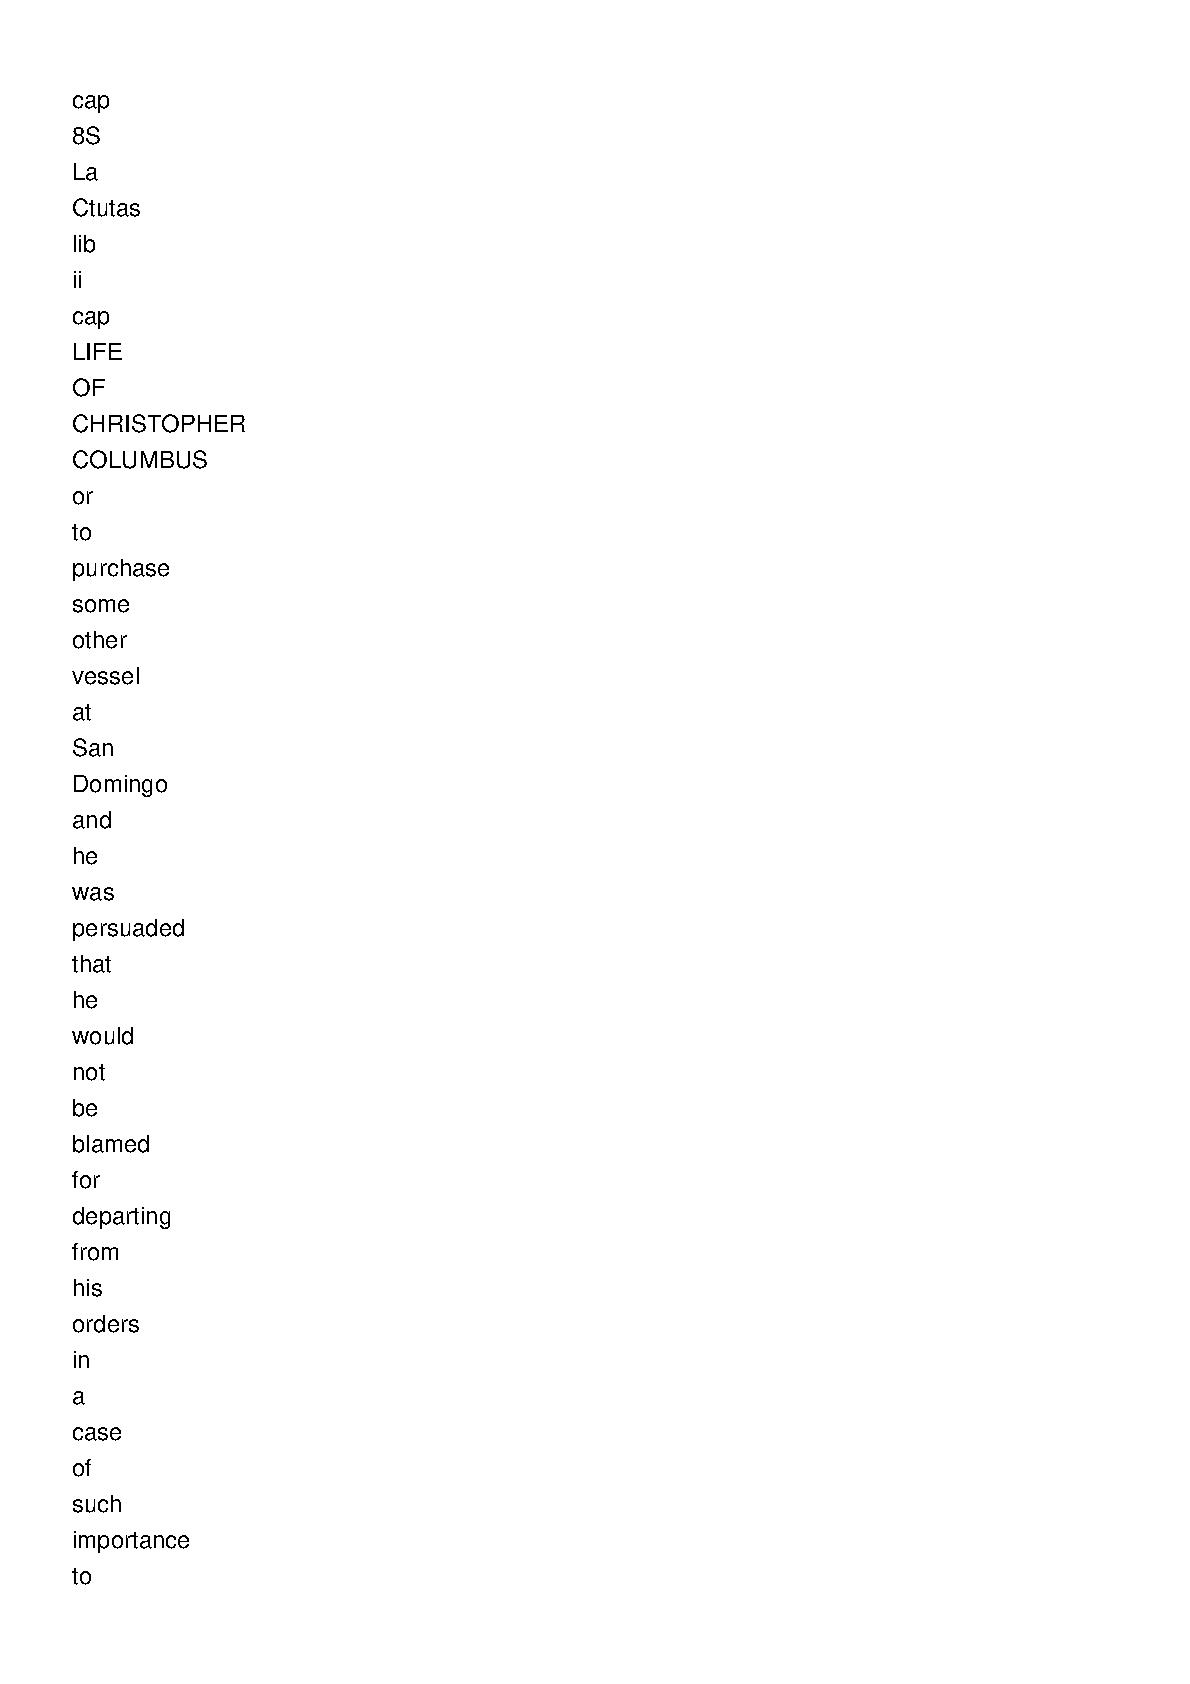 cap
8S
La
Ctutas
lib
ii
cap
LIFE
OF
CHRISTOPHER
COLUMBUS
or
to
purchase
some
other
vessel
at
San
Domingo
and
he
was
persuaded
that
he
would
not
be
blamed
for
departing
from
his
orders
in
a
case
of
such
importance
to